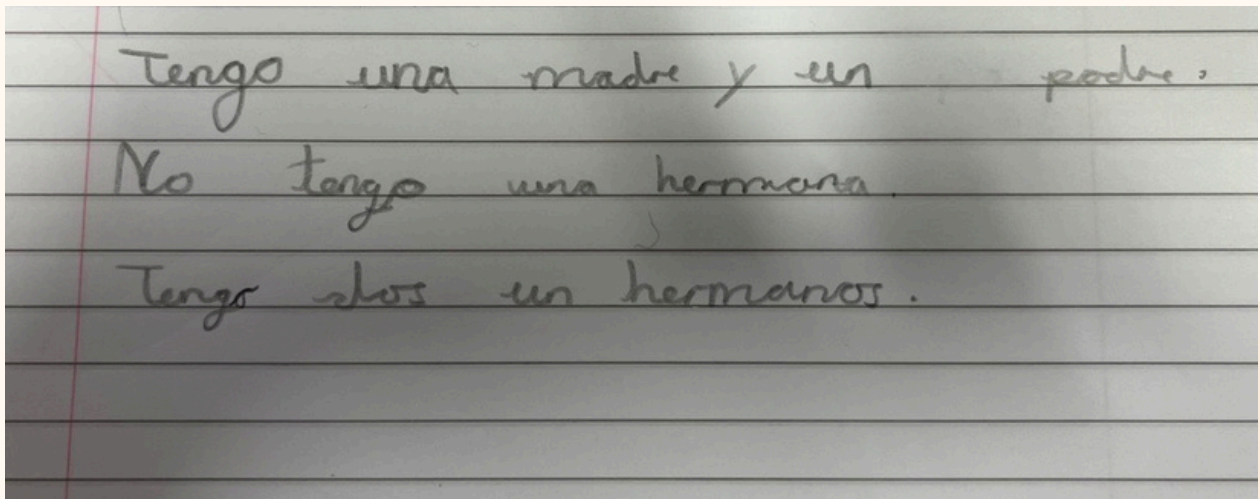 Tengo una madre y un padre.
No tengo una hermana.
Tengo dos un hermanos.